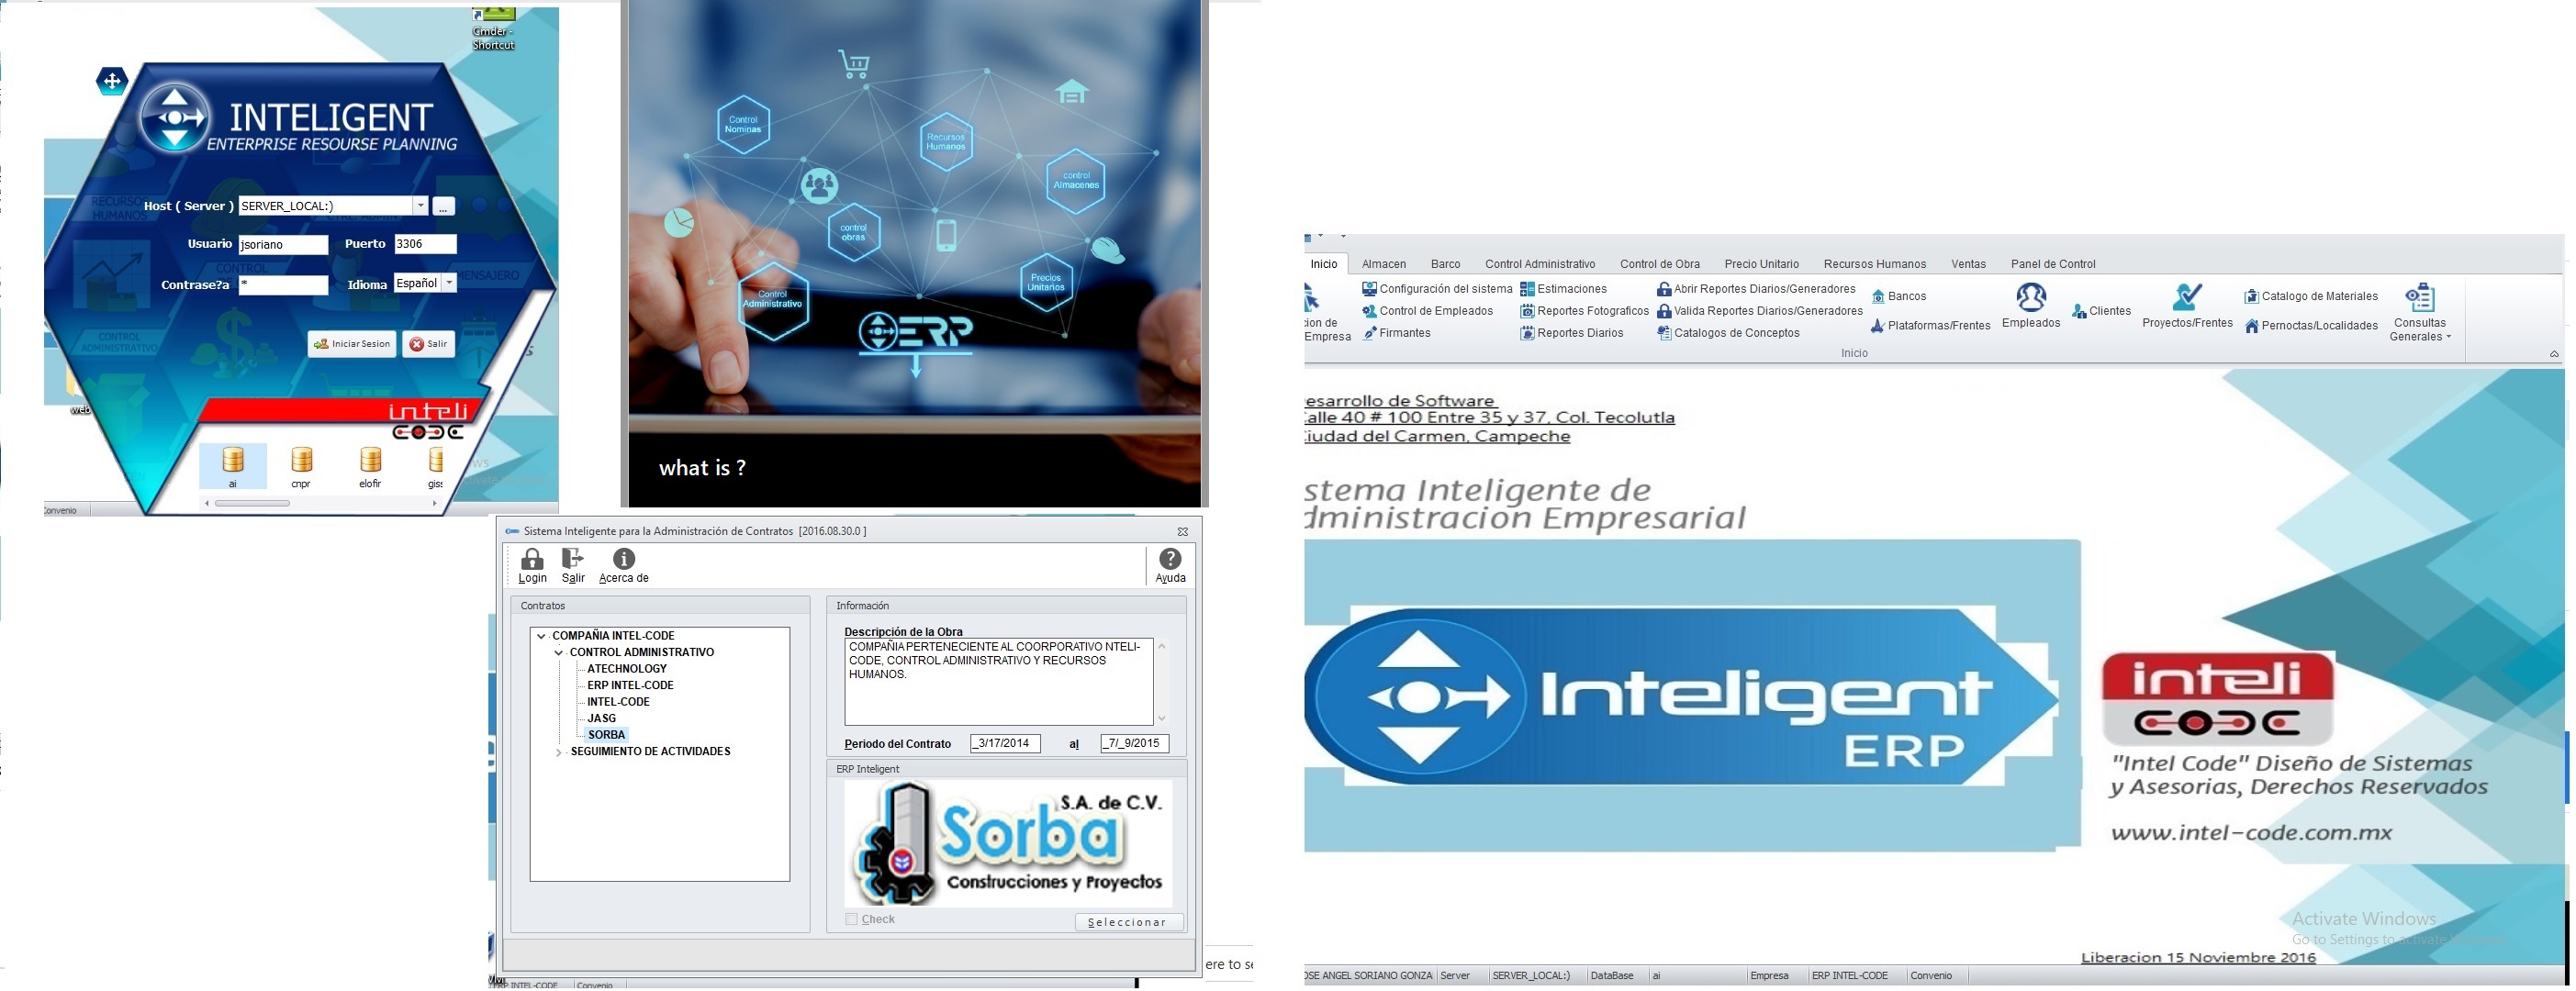 Cmder -
Shortcut
INTELIGENT
ENTERPRISE RESOURSE PLANNING
RECURSOS
HUMANOS
Host ( Server ) SERVER_LOCAL:) ...
Usuario jsoriano Puerto 3306
CONTROL
MENSAJERO
Contrase?a * Idioma Español
CONTROL
ADMINISTRATIVO
Iniciar Sesion Salir
web
inteli
CODE
ai cnpr elofir
Convenio
Control
Nominas
Recursos
Humanos
control
Almacenes
control
obras
Precios
Unitarios
Control
Administrativo
ERP
what is ?
Sistema Inteligente para la Administración de Contratos [2016.08.30.0 ]
Login Salir Acerca de Ayuda
Contratos
COMPAÑIA INTEL-CODE
CONTROL ADMINISTRATIVO
ATECHNOLOGY
ERP INTEL-CODE
INTEL-CODE
JASG
SORBA
SEGUIMIENTO DE ACTIVIDADES
Información
Descripción de la Obra
COMPAÑIA PERTENECIENTE AL COORPORATIVO NTELI-
CODE, CONTROL ADMINISTRATIVO Y RECURSOS
HUMANOS.
Periodo del Contrato _3/17/2014 al _7/_9/2015
ERP Inteligent
S.A. de C.V.
Sorba
Construcciones y Proyectos
Check
Seleccionar
ere to se
ERP INTEL-CODE Convenio
Inicio Almacen Barco Control Administrativo Control de Obra Precio Unitario Recursos Humanos Ventas Panel de Control
Configuración del sistema Estimaciones Abrir Reportes Diarios/Generadores
Bancos Catalogo de Materiales
Control de Empleados Reportes Fotograficos Valida Reportes Diarios/Generadores
Clientes
cion de Empleados Proyectos/Frentes Plataformas/Frentes Pernoctas/Localidades Consultas
Empresa Firmantes Reportes Diarios Catalogos de Conceptos Generales
Inicio
esarrollo de Software
alle 40 # 100 Entre 35 y 37, Col. Tecolutla
iudad del Carmen, Campeche
stema Inteligente de
dministracion Empresarial
Inteligent
ERP
inteli
CODE
"Intel Code" Diseño de Sistemas
y Asesorias, Derechos Reservados
www.intel-code.com.mx
Activate Windows
Go to Settings to activate
Liberacion 15 Noviembre 2016
OSE ANGEL SORIANO GONZA Server SERVER_LOCAL:) DataBase ai Empresa ERP INTEL-CODE Convenio